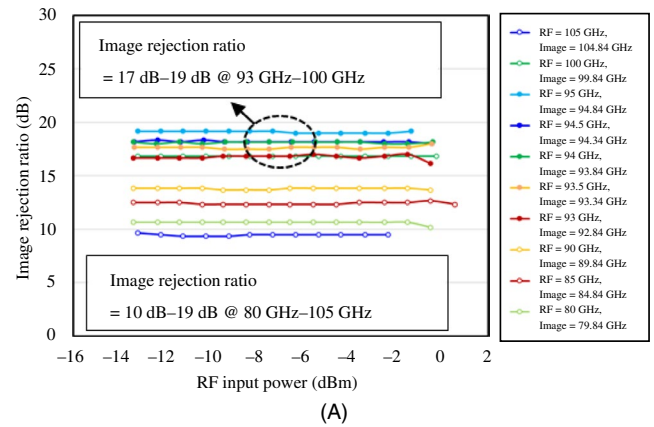 30
25
20
15
10
5
0
Image rejection ratio (dB)
Image rejection ratio
= 17 dB–19 dB @ 93 GHz–100 GHz
Image rejection ratio
= 10 dB–19 dB @ 80 GHz–105 GHz
–16 –14 –12 –10 –8 –6 –4 –2 0 2
RF input power (dBm)
RF = 105 GHz,
Image = 104.84 GHz
RF = 100 GHz,
Image = 99.84 GHz
RF = 95 GHz,
Image = 94.84 GHz
RF = 94.5 GHz,
Image = 94.34 GHz
RF = 94 GHz,
Image = 93.84 GHz
RF = 93.5 GHz,
Image = 93.34 GHz
RF = 93 GHz,
Image = 92.84 GHz
RF = 90 GHz,
Image = 89.84 GHz
RF = 85 GHz,
Image = 84.84 GHz
RF = 80 GHz,
Image = 79.84 GHz
(A)